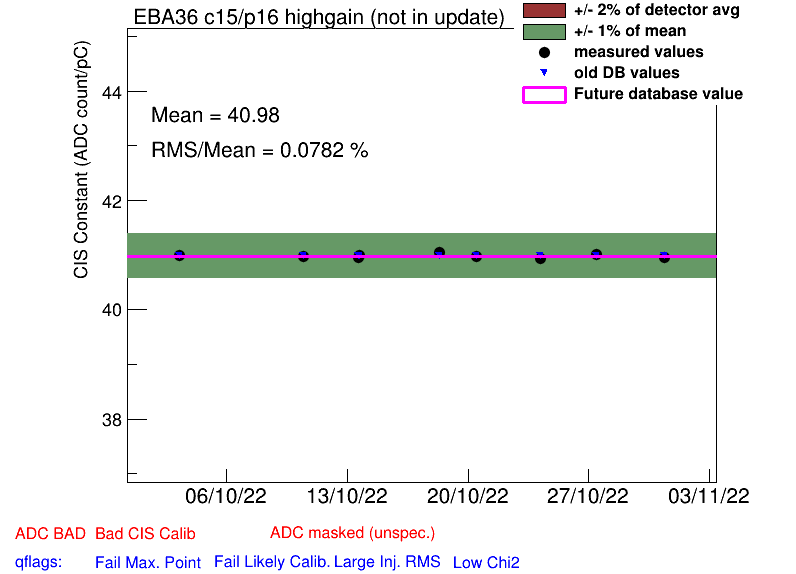 EBA36 c15/p16 highgain (not in update)
+/- 2% of detector avg
+/- 1% of mean
measured values
old DB values
Future database value
CIS Constant (ADC count/pC)
Mean = 40.98
RMS/Mean = 0.0782 %
44
42
40
38
06/10/22 13/10/22 20/10/22 27/10/22 03/11/22
ADC BAD Bad CIS Calib ADC masked (unspec.)
qflags: Fail Max. Point Fail Likely Calib. Large Inj. RMS Low Chi2